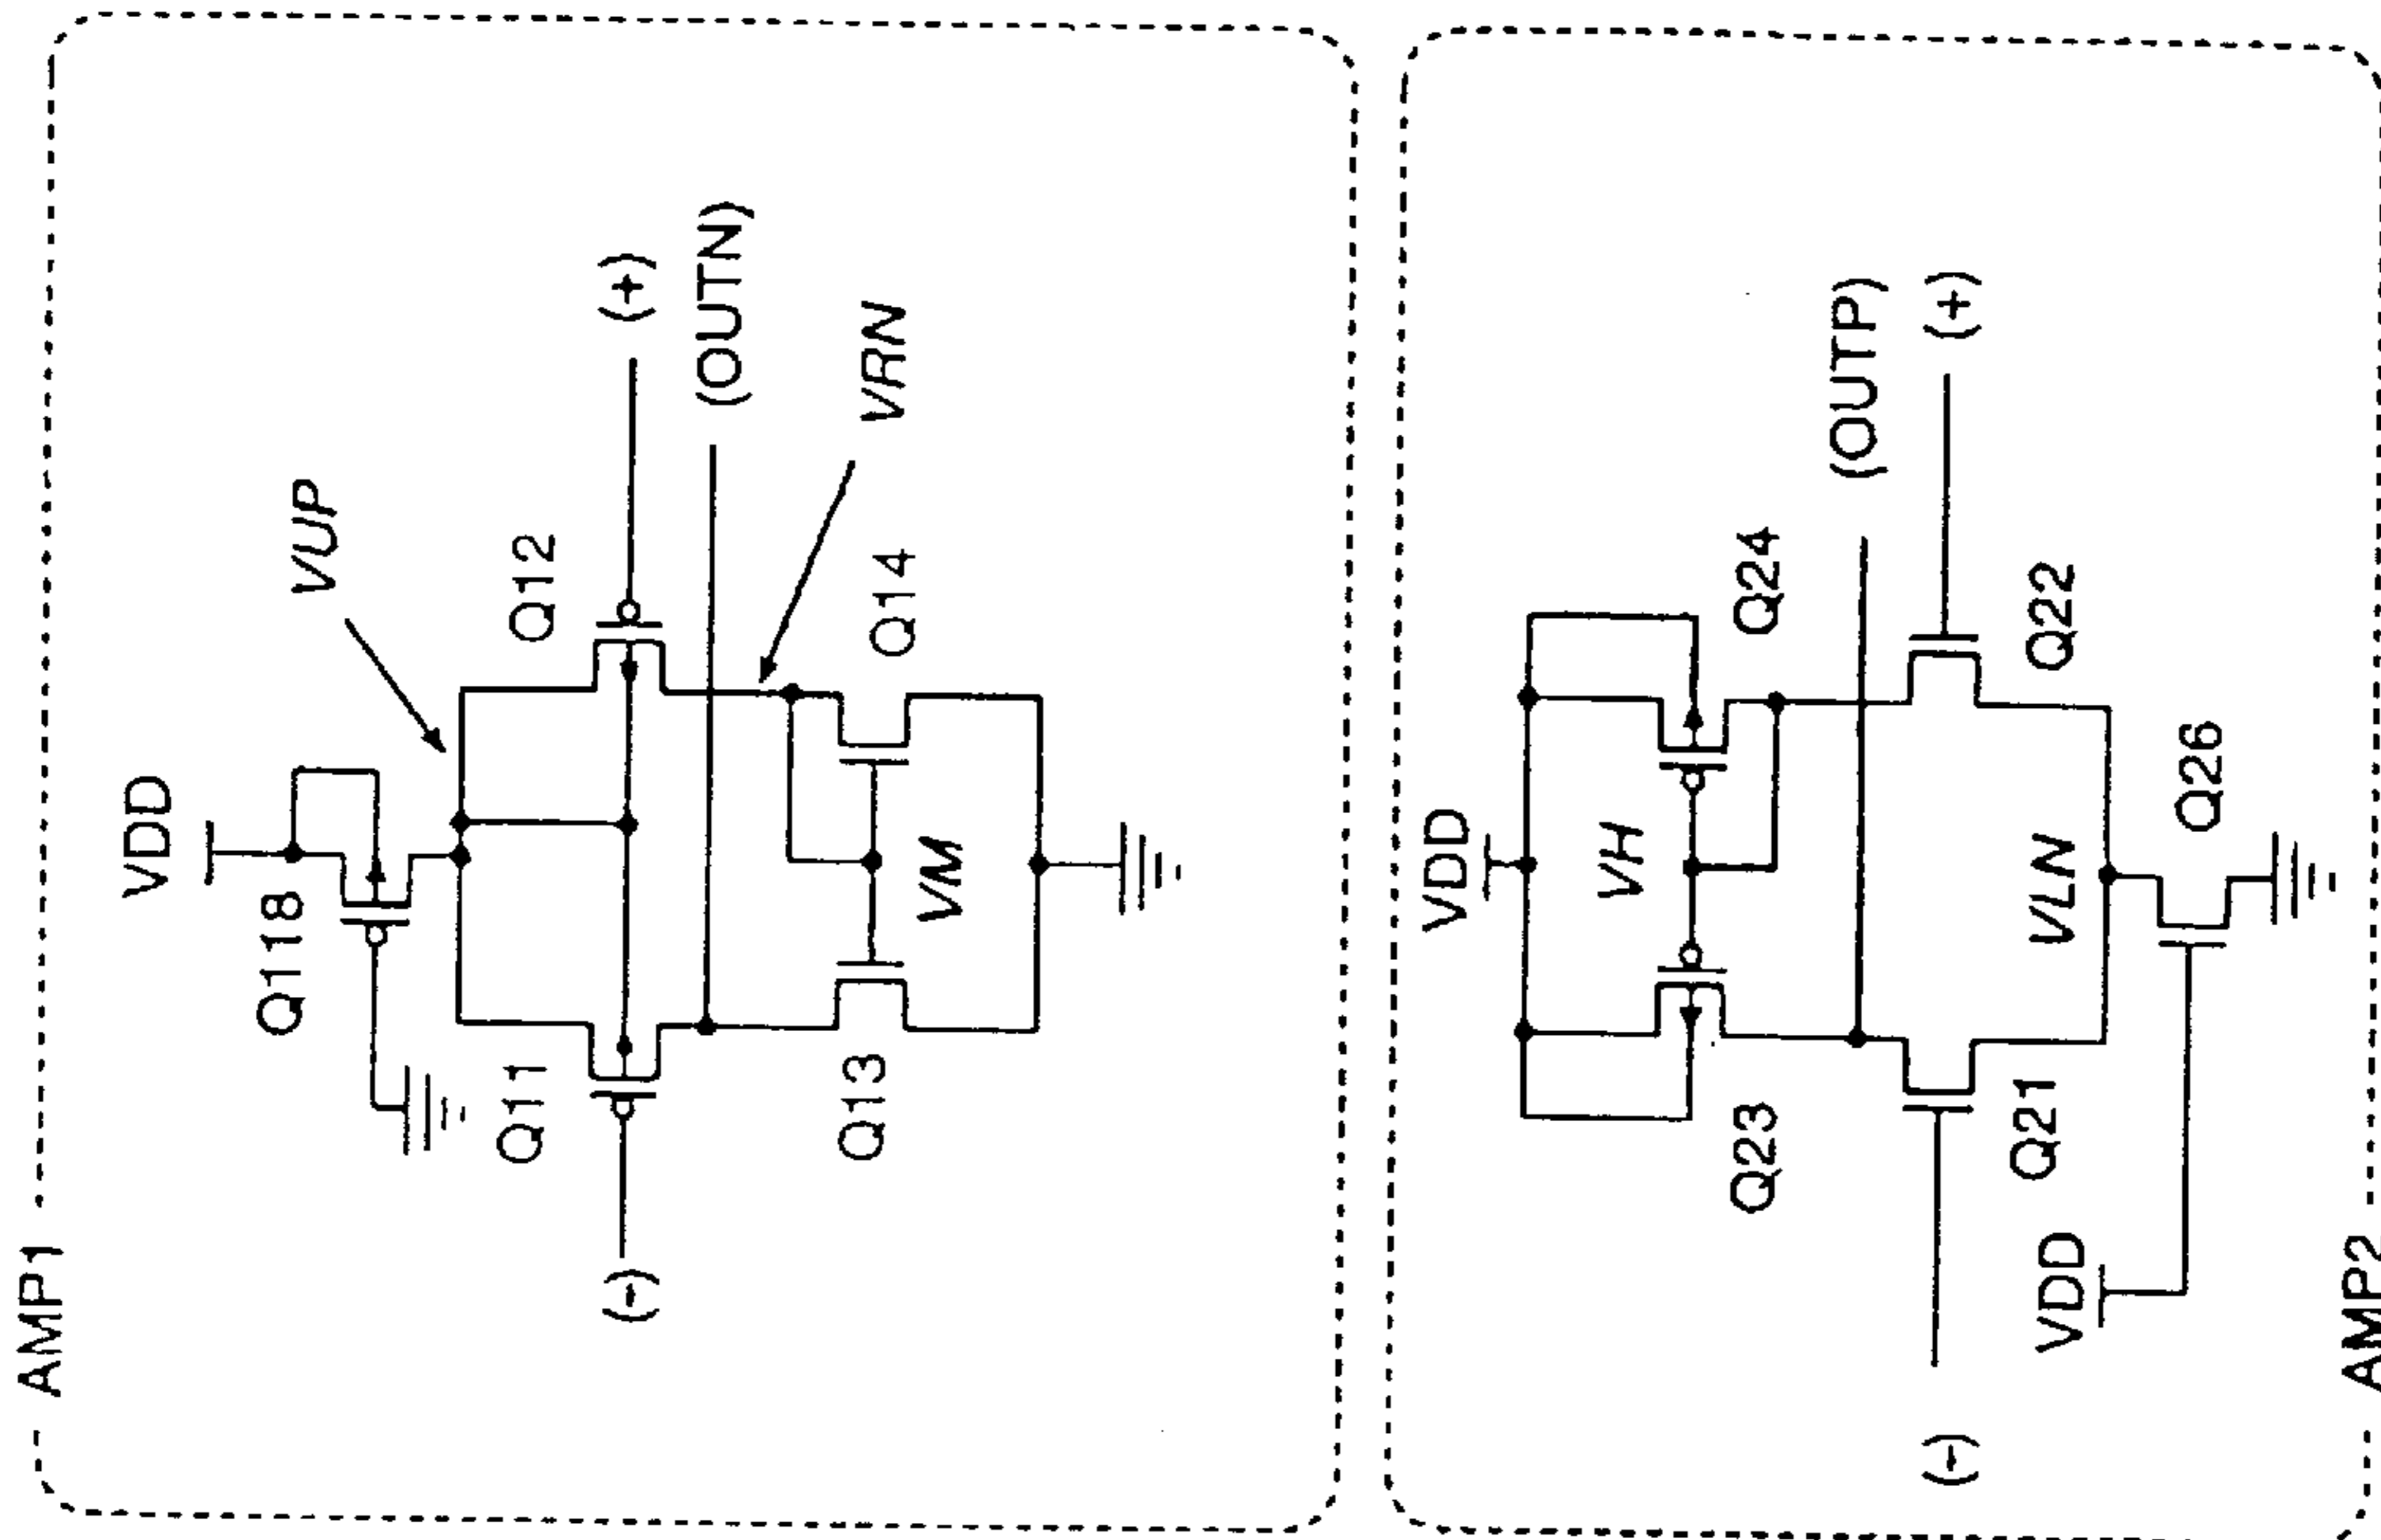 AMP1
VDD
Q118
VUP
Q11
Q12
(-)
(+)
(OUTN)
VRN
Q13
Q14
VM
VDD
VH
Q23
Q24
(OUTP)
(-)
(+)
Q21
Q22
VLN
VDD
Q26
AMP2